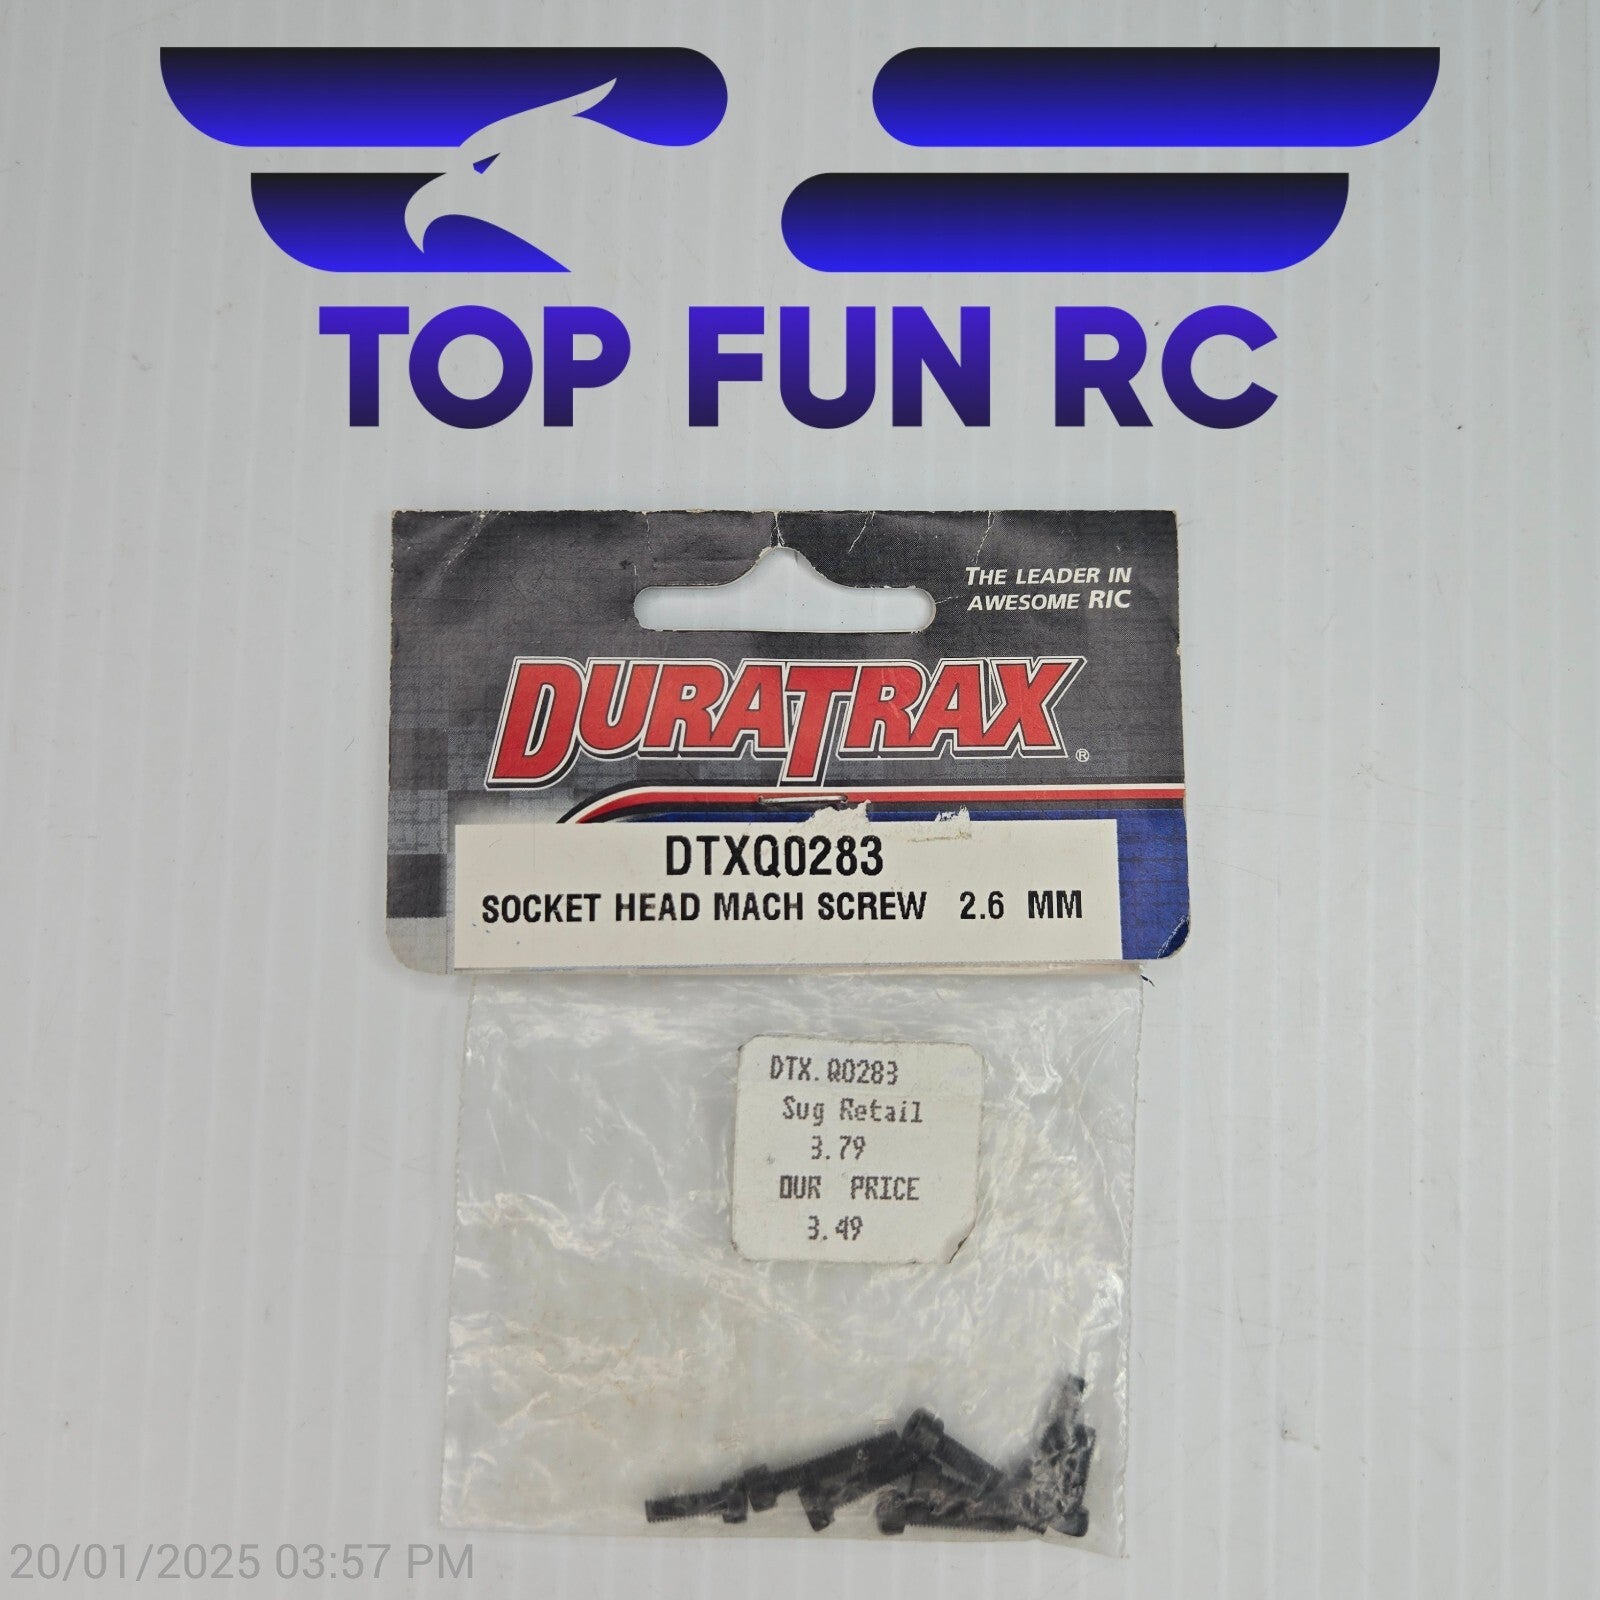 TOP FUN RC
THE LEADER IN
AWESOME R/C
DURATRAX®
DTXQ0283
SOCKET HEAD MACH SCREW 2.6 MM
DTX.Q0283
Sug Retail
3.79
OUR PRICE
3.49
20/01/2025 03:57 PM